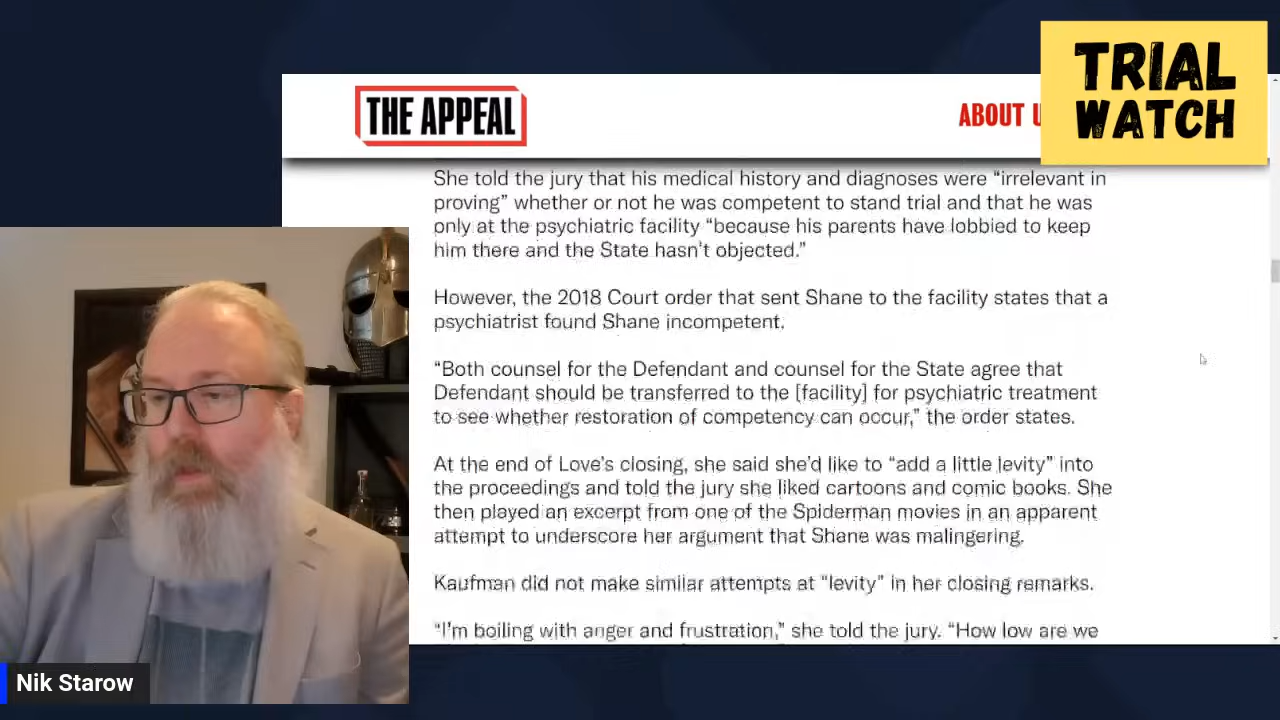 TRIAL
WATCH
THE APPEAL
ABOUT U
She told the jury that his medical history and diagnoses were “irrelevant in
proving” whether or not he was competent to stand trial and that he was
only at the psychiatric facility “because his parents have lobbied to keep
him there and the State hasn’t objected.”
However, the 2018 Court order that sent Shane to the facility states that a
psychiatrist found Shane incompetent.
“Both counsel for the Defendant and counsel for the State agree that
Defendant should be transferred to the [facility] for psychiatric treatment
to see whether restoration of competency can occur,” the order states.
At the end of Love’s closing, she said she’d like to “add a little levity” into
the proceedings and told the jury she liked cartoons and comic books. She
then played an excerpt from one of the Spiderman movies in an apparent
attempt to underscore her argument that Shane was malingering.
Kaufman did not make similar attempts at “levity” in her closing remarks.
“I’m boiling with anger and frustration,” she told the jury. “How low are we
Nik Starow